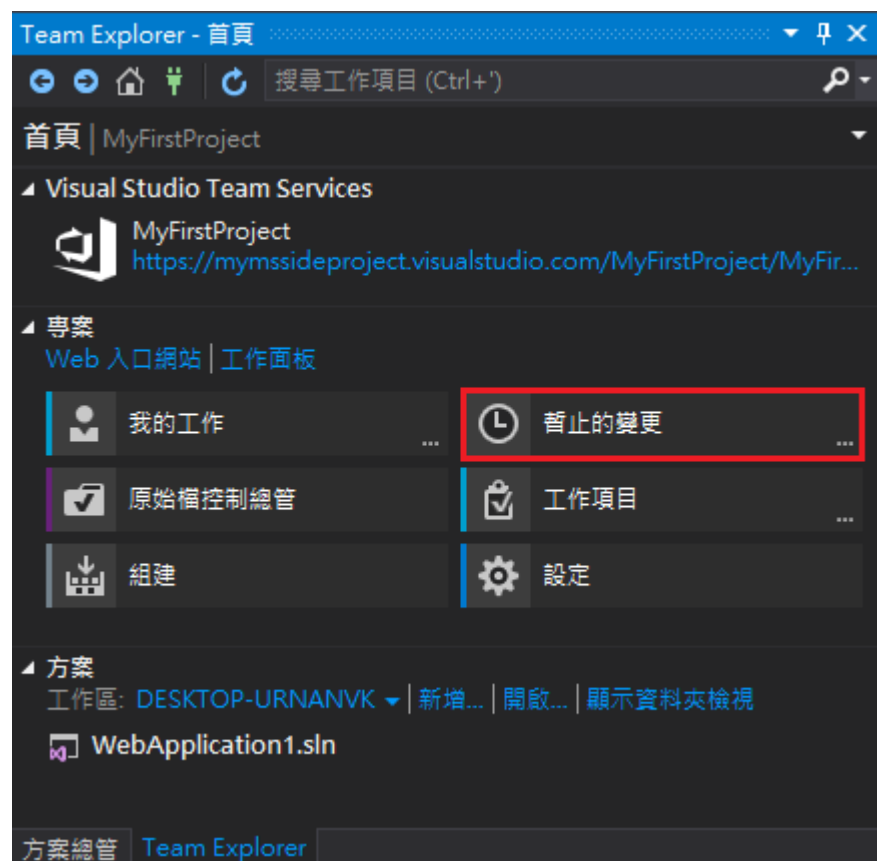 Team Explorer - 首頁
搜尋工作項目 (Ctrl+')
首頁 | MyFirstProject
Visual Studio Team Services
MyFirstProject
https://mymssideproject.visualstudio.com/MyFirstProject/MyFir...
專案
Web 入口網站 | 工作面板
我的工作 ...
暫止的變更 ...
原始檔控制總管
工作項目 ...
組建
設定
方案
工作區: DESKTOP-URNANVK | 新增... | 開啟... | 顯示資料夾檢視
WebApplication1.sln
方案總管 Team Explorer